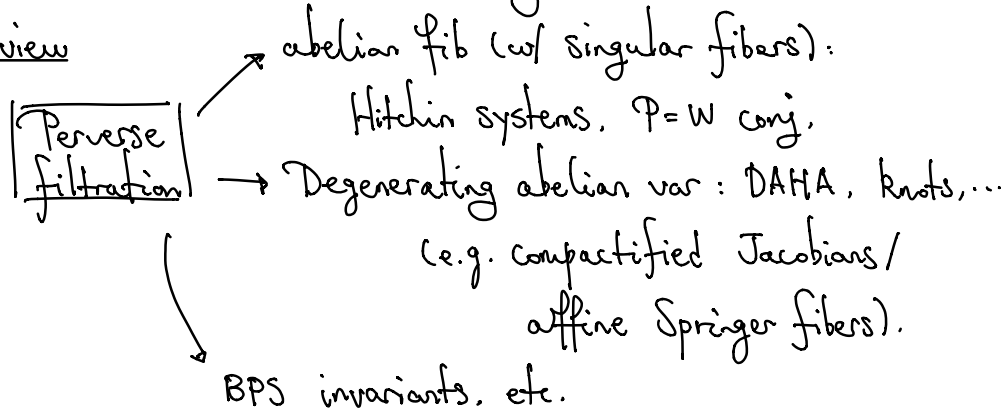 view
abelian fib (w/ singular fibers):
Hitchin systems, P=W conj.
Perverse
filtration
Degenerating abelian var : DAHA, knots,...
(e.g. compactified Jacobians/
affine Springer fibers).
BPS invariants, etc.